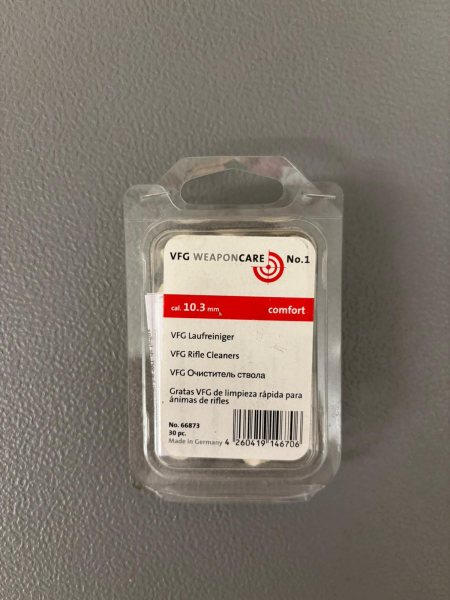 VFG WEAPONCARE No.1
cal. 10.3 mm comfort
VFG Laufreiniger
VFG Rifle Cleaners
VFG Очиститель ствола
Gratas VFG de limpieza rápida para
ánimas de rifles
No. 66873
30 pc.
Made in Germany 4 260419 146706